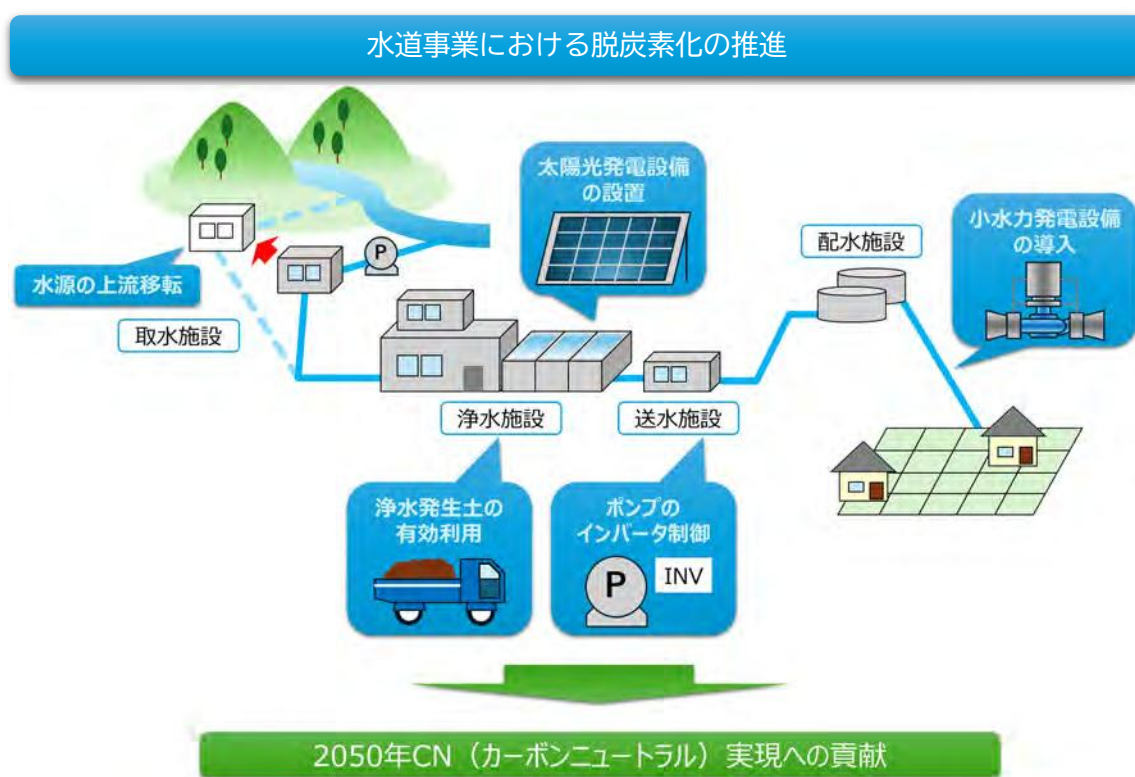 水道事業における脱炭素化の推進
太陽光発電設備
の設置
小水力発電設備
の導入
配水施設
P
水源の上流移転
取水施設
浄水施設
送水施設
浄水発生土の
有効利用
ポンプの
インバータ制御
P
INV
2050年CN（カーボンニュートラル）実現への貢献